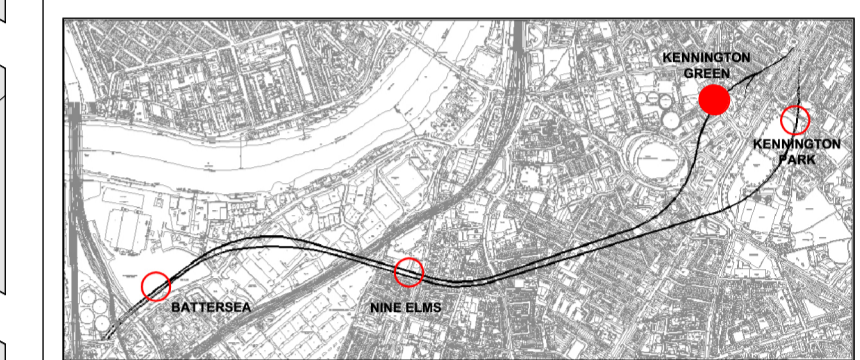 KENNINGTON
GREEN
KENNINGTON
PARK
BATTERSEA
NINE ELMS